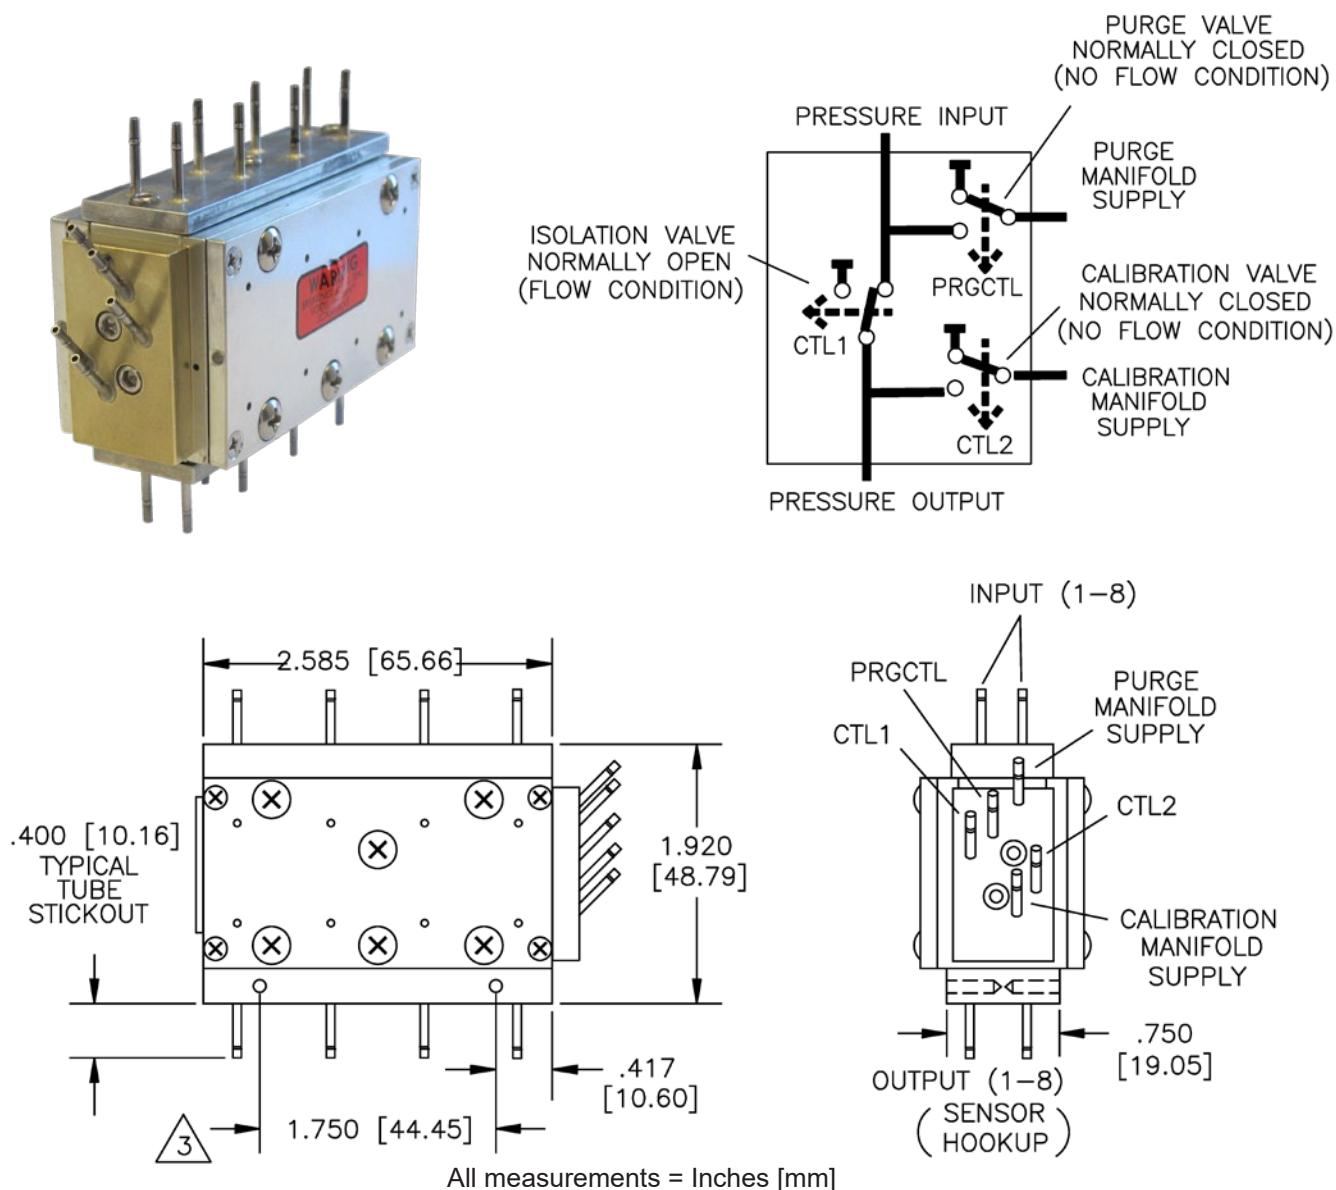 PURGE VALVE
NORMALLY CLOSED
(NO FLOW CONDITION)
PRESSURE INPUT
PURGE
MANIFOLD
SUPPLY
ISOLATION VALVE
NORMALLY OPEN
(FLOW CONDITION)
PRGCTL
CALIBRATION VALVE
NORMALLY CLOSED
(NO FLOW CONDITION)
CTL1
CALIBRATION
MANIFOLD
SUPPLY
CTL2
PRESSURE OUTPUT
WARNING
2.585 [65.66]
.400 [10.16]
TYPICAL
TUBE
STICKOUT
1.920
[48.79]
.417
[10.60]
3
1.750 [44.45]
INPUT (1-8)
PRGCTL
PURGE
MANIFOLD
SUPPLY
CTL1
CTL2
CALIBRATION
MANIFOLD
SUPPLY
.750
[19.05]
OUTPUT (1-8)
(SENSOR
HOOKUP)
All measurements = Inches [mm]